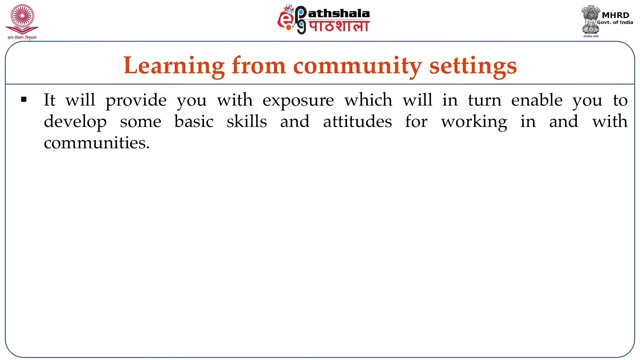 ePathshala
पाठशाला
MHRD
Govt. of India
Learning from community settings
▪ It will provide you with exposure which will in turn enable you to
develop some basic skills and attitudes for working in and with
communities.